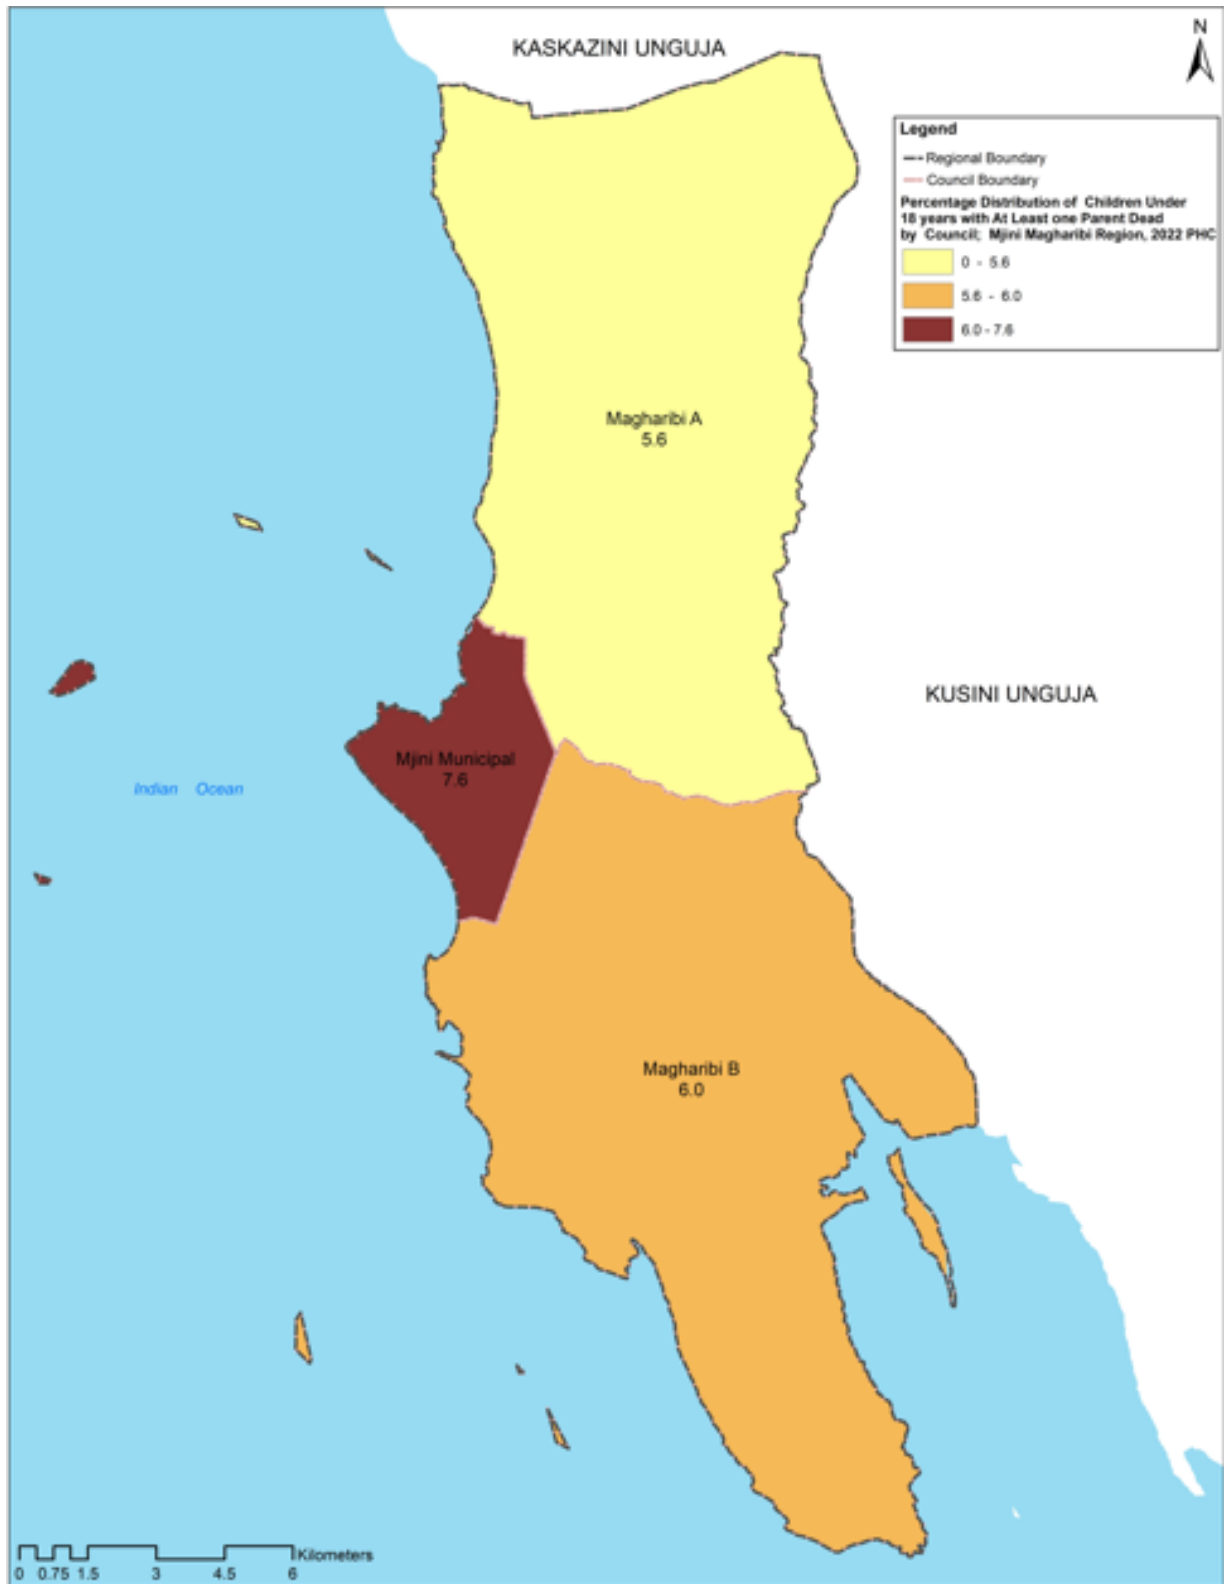 KASKAZINI UNGUJA
N
Legend
Regional Boundary
Council Boundary
Percentage Distribution of Children Under
18 years with At Least one Parent Dead
by Council; Mjini Magharibi Region, 2022 PHC
0 - 5.6
5.6 - 6.0
6.0 - 7.6
Magharibi A
5.6
KUSINI UNGUJA
Mjini Municipal
7.6
Indian Ocean
Magharibi B
6.0
Kilometers
0 0.75 1.5 3 4.5 6